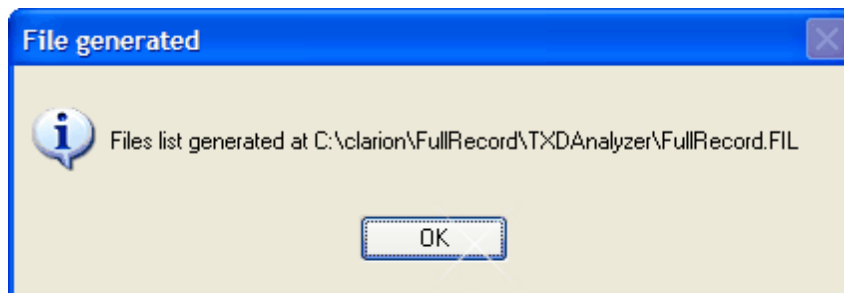 File generated
Files list generated at C:\clarion\FullRecord\TXDAnalyzer\FullRecord.FIL
OK